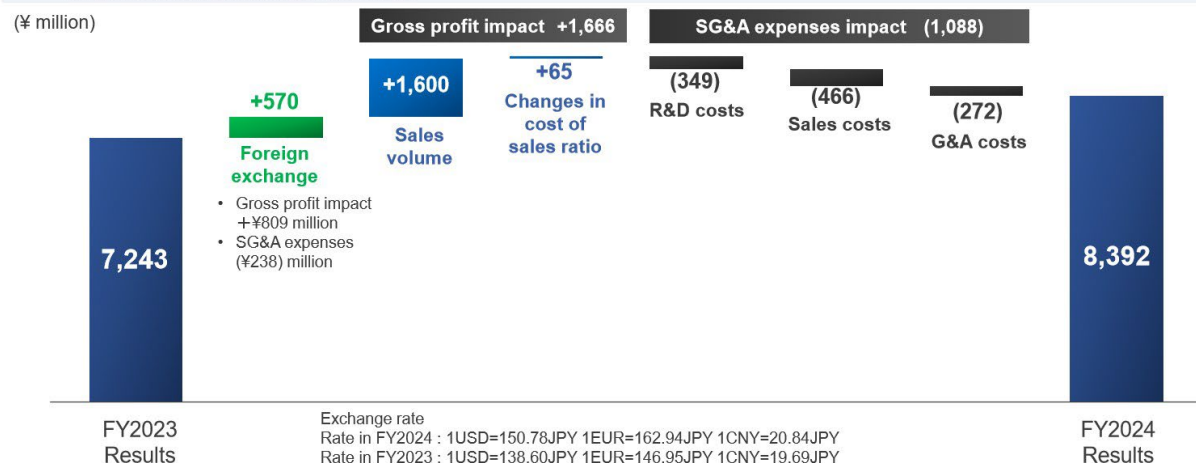 (¥ million)
Gross profit impact +1,666
SG&A expenses impact (1,088)
+570
Foreign
exchange
• Gross profit impact
+¥809 million
• SG&A expenses
(¥238) million
+1,600
Sales
volume
+65
Changes in
cost of
sales ratio
(349)
R&D costs
(466)
Sales costs
(272)
G&A costs
7,243
8,392
FY2023
Results
Exchange rate
Rate in FY2024 : 1USD=150.78JPY 1EUR=162.94JPY 1CNY=20.84JPY
Rate in FY2023 : 1USD=138.60JPY 1EUR=146.95JPY 1CNY=19.69JPY
FY2024
Results